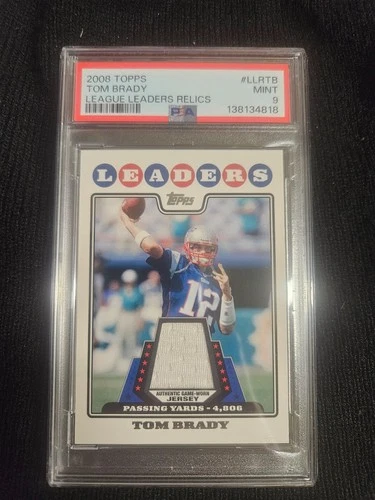 2008 TOPPS #LLRTB
TOM BRADY MINT
LEAGUE LEADERS RELICS 9
PSA 138134818
LEADERS
Topps
12
AUTHENTIC GAME-WORN
JERSEY
PASSING YARDS - 4,806
TOM BRADY